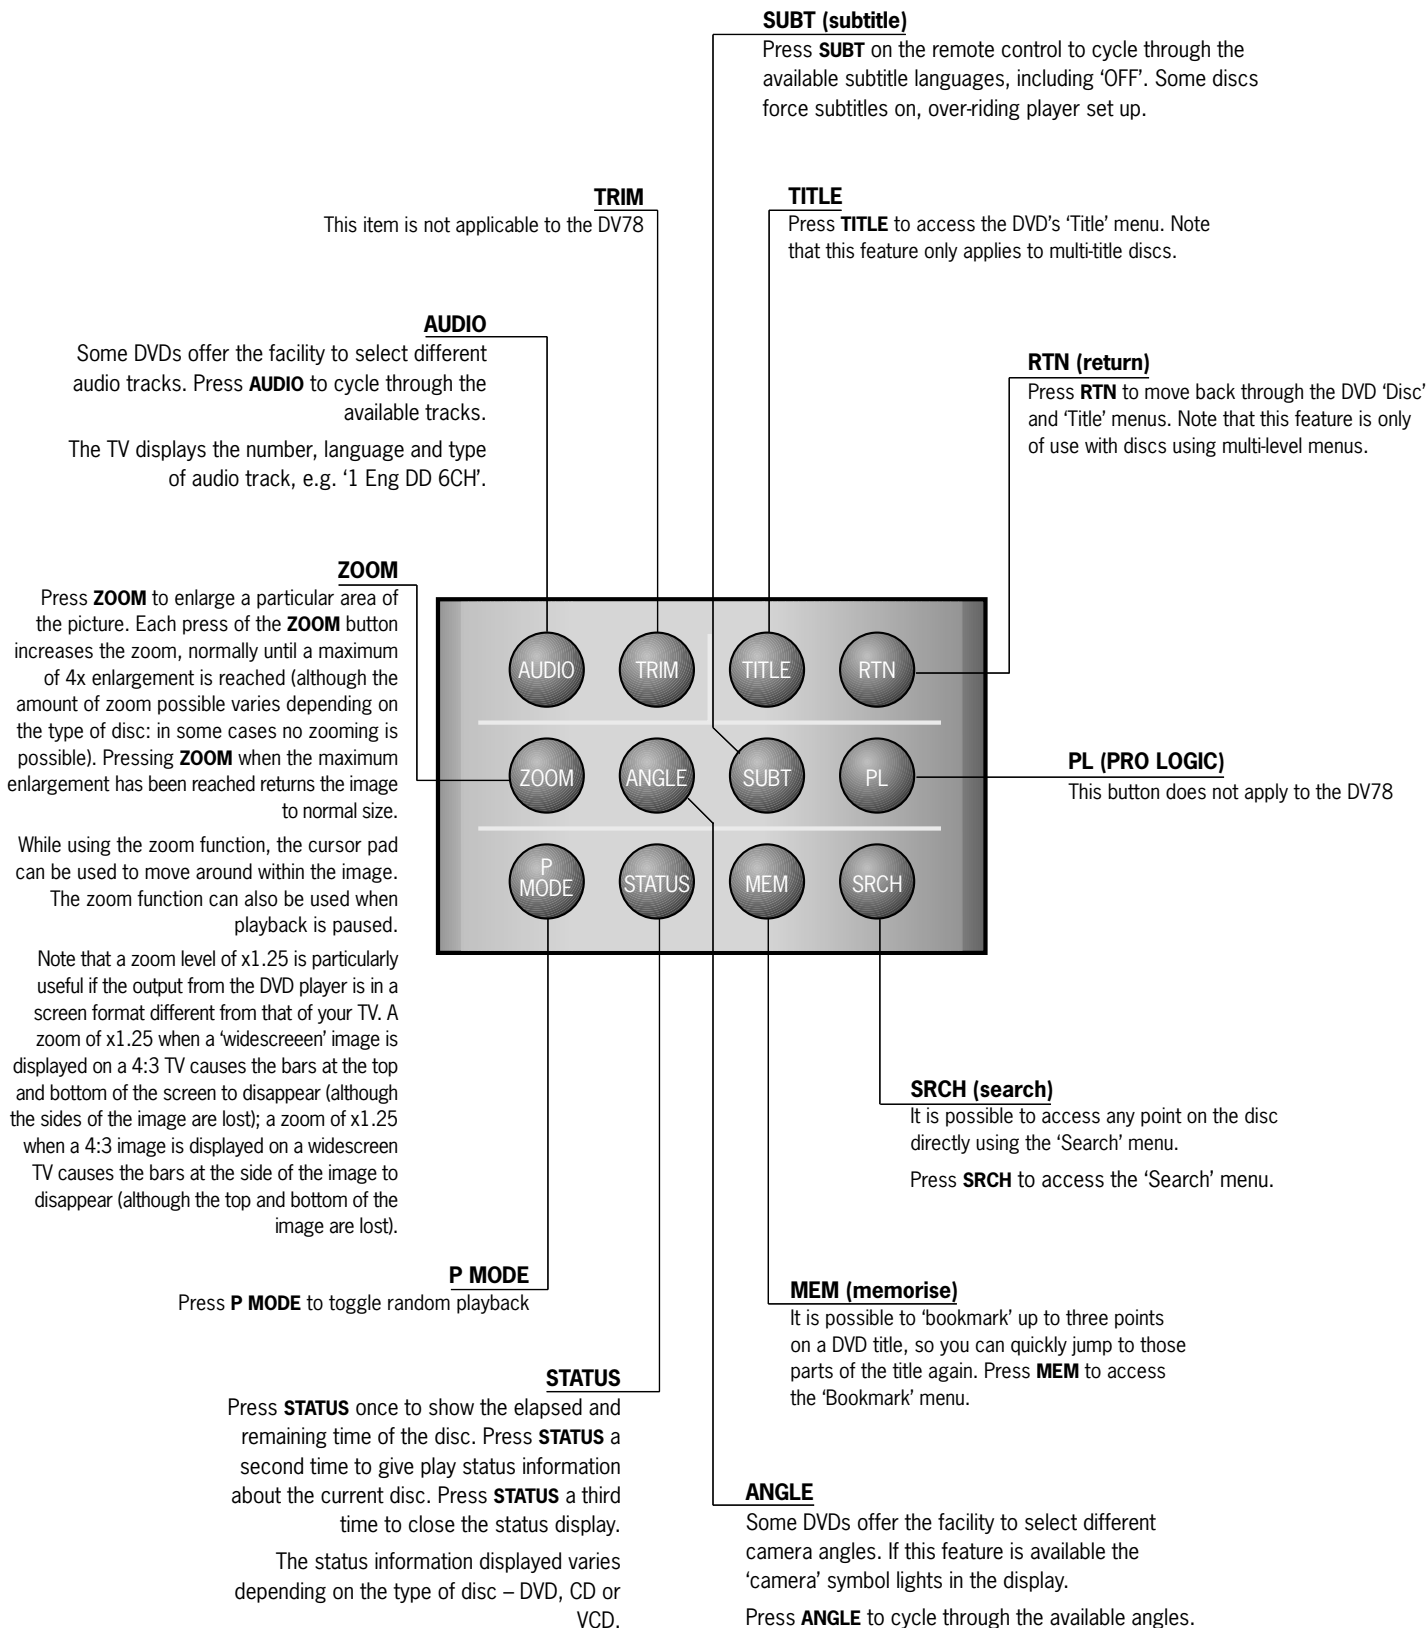 SUBT (subtitle)
Press SUBT on the remote control to cycle through the
available subtitle languages, including ‘OFF’. Some discs
force subtitles on, over-riding player set up.
TRIM
This item is not applicable to the DV78
TITLE
Press TITLE to access the DVD’s ‘Title’ menu. Note
that this feature only applies to multi-title discs.
AUDIO
Some DVDs offer the facility to select different
audio tracks. Press AUDIO to cycle through the
available tracks.
The TV displays the number, language and type
of audio track, e.g. ‘1 Eng DD 6CH’.
RTN (return)
Press RTN to move back through the DVD ‘Disc’
and ‘Title’ menus. Note that this feature is only
of use with discs using multi-level menus.
ZOOM
Press ZOOM to enlarge a particular area of
the picture. Each press of the ZOOM button
increases the zoom, normally until a maximum
of 4x enlargement is reached (although the
amount of zoom possible varies depending on
the type of disc: in some cases no zooming is
possible). Pressing ZOOM when the maximum
enlargement has been reached returns the image
to normal size.
While using the zoom function, the cursor pad
can be used to move around within the image.
The zoom function can also be used when
playback is paused.
Note that a zoom level of x1.25 is particularly
useful if the output from the DVD player is in a
screen format different from that of your TV. A
zoom of x1.25 when a ‘widescreeen’ image is
displayed on a 4:3 TV causes the bars at the top
and bottom of the screen to disappear (although
the sides of the image are lost); a zoom of x1.25
when a 4:3 image is displayed on a widescreen
TV causes the bars at the side of the image to
disappear (although the top and bottom of the
image are lost).
AUDIO TRIM TITLE RTN
ZOOM ANGLE SUBT PL
P
MODE STATUS MEM SRCH
PL (PRO LOGIC)
This button does not apply to the DV78
SRCH (search)
It is possible to access any point on the disc
directly using the ‘Search’ menu.
Press SRCH to access the ‘Search’ menu.
P MODE
Press P MODE to toggle random playback
MEM (memorise)
It is possible to ‘bookmark’ up to three points
on a DVD title, so you can quickly jump to those
parts of the title again. Press MEM to access
the ‘Bookmark’ menu.
STATUS
Press STATUS once to show the elapsed and
remaining time of the disc. Press STATUS a
second time to give play status information
about the current disc. Press STATUS a third
time to close the status display.
The status information displayed varies
depending on the type of disc – DVD, CD or
VCD.
ANGLE
Some DVDs offer the facility to select different
camera angles. If this feature is available the
‘camera’ symbol lights in the display.
Press ANGLE to cycle through the available angles.